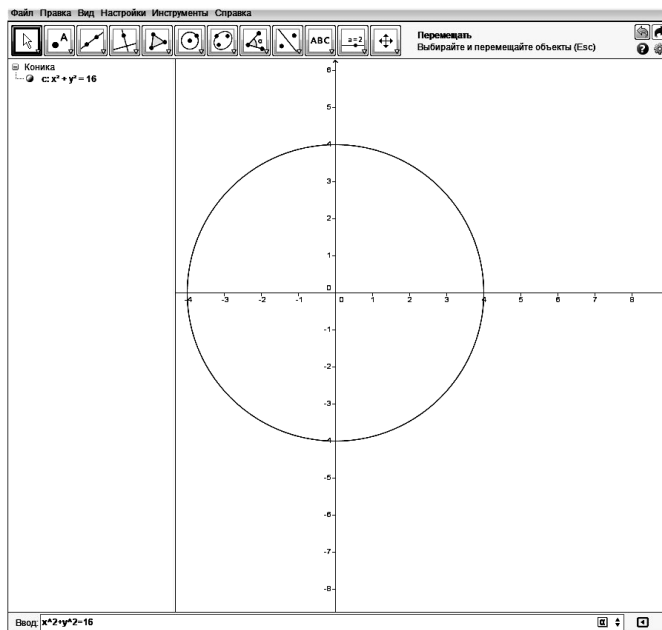 Файл Правка Вид Настройки Инструменты Справка
A
α
ABC
a=2
Перемещать
Выбирайте и перемещайте объекты (Esc)
Коника
c: x² + y² = 16
6
5
4
3
2
1
0
-4 -3 -2 -1 0 1 2 3 4 5 6 7 8
-1
-2
-3
-4
-5
-6
-7
-8
Ввод: x^2+y^2=16
α